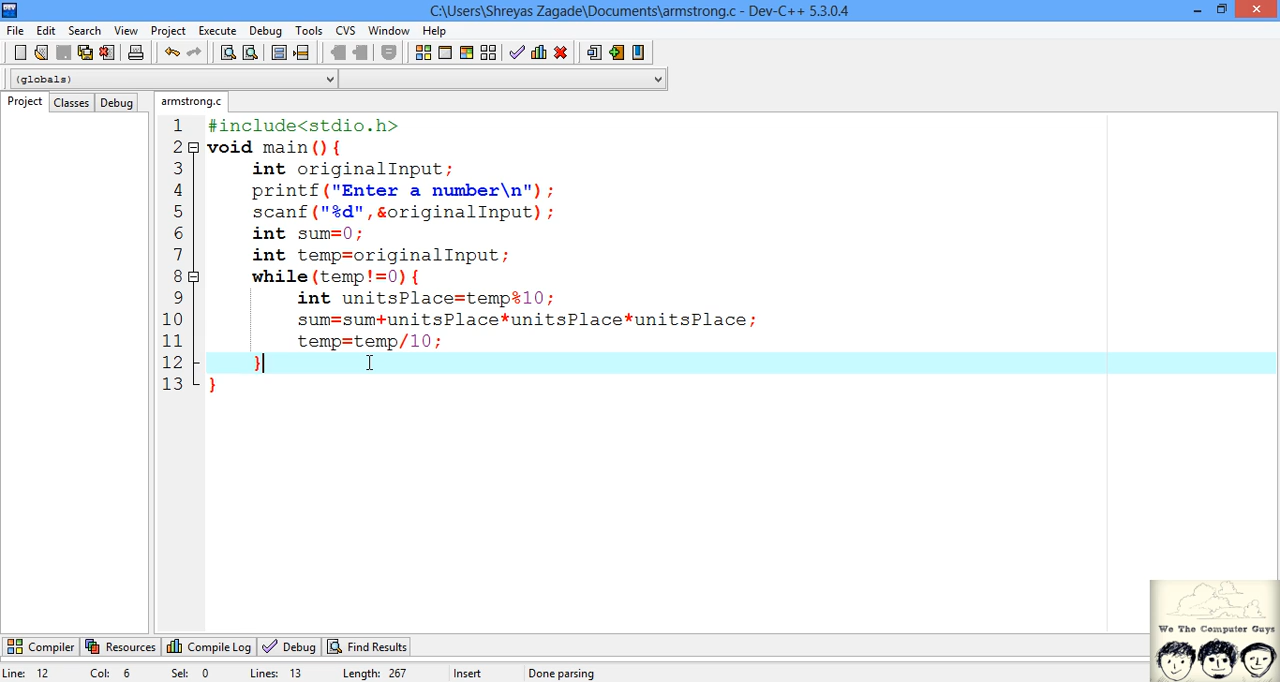 C:\Users\Shreyas Zagade\Documents\armstrong.c - Dev-C++ 5.3.0.4
File Edit Search View Project Execute Debug Tools CVS Window Help
(globals)
Project Classes Debug
armstrong.c
1 #include<stdio.h>
2 void main(){
3 int originalInput;
4 printf("Enter a number\n");
5 scanf("%d",&originalInput);
6 int sum=0;
7 int temp=originalInput;
8 while(temp!=0){
9 int unitsPlace=temp%10;
10 sum=sum+unitsPlace*unitsPlace*unitsPlace;
11 temp=temp/10;
12 }
13 }
We The Computer Guys
Compiler Resources Compile Log Debug Find Results
Line: 12 Col: 6 Sel: 0 Lines: 13 Length: 267 Insert Done parsing